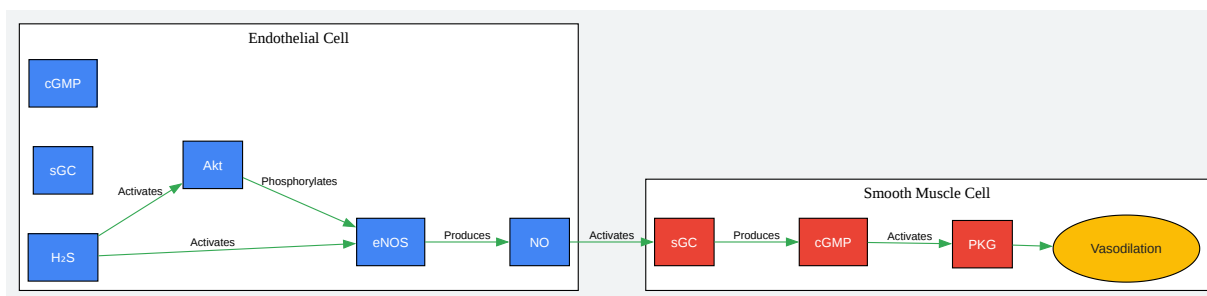 Endothelial Cell
cGMP
sGC
Akt
Activates
Phosphorylates
H₂S
Activates
eNOS
Produces
NO
Activates
Smooth Muscle Cell
sGC
Produces
cGMP
Activates
PKG
Vasodilation